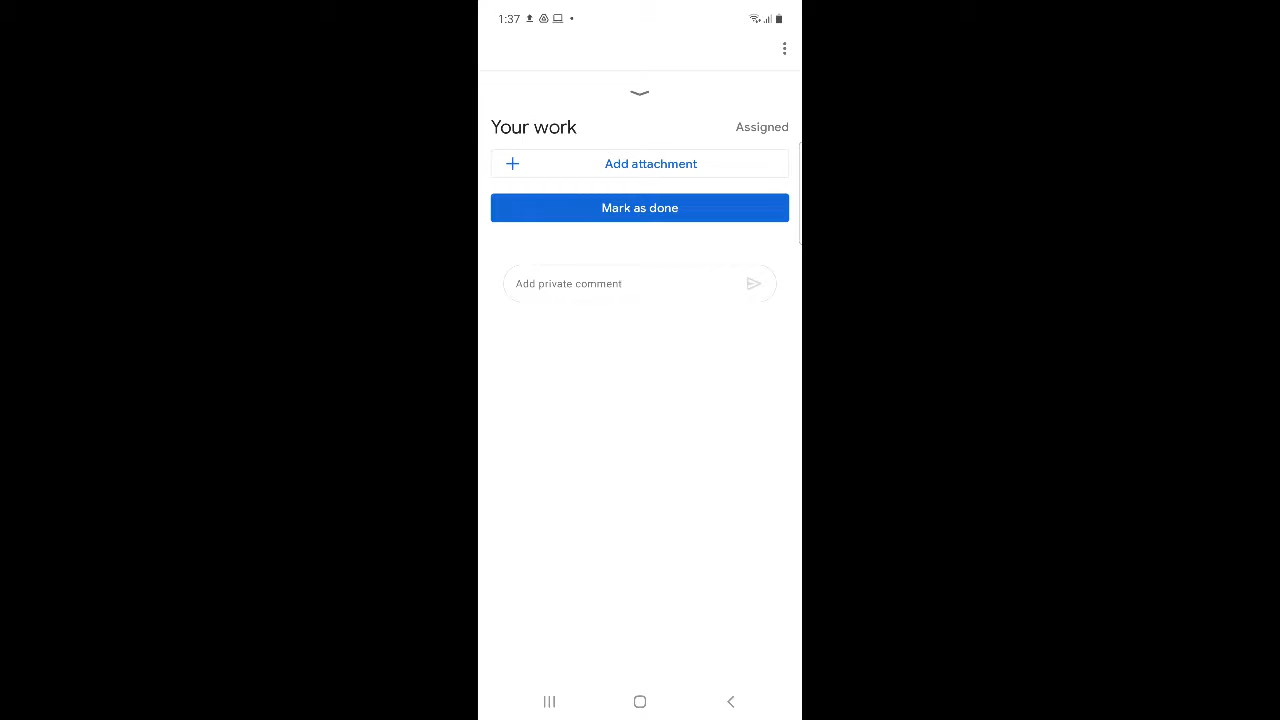 1:37
Your work
Assigned
Add attachment
Mark as done
Add private comment